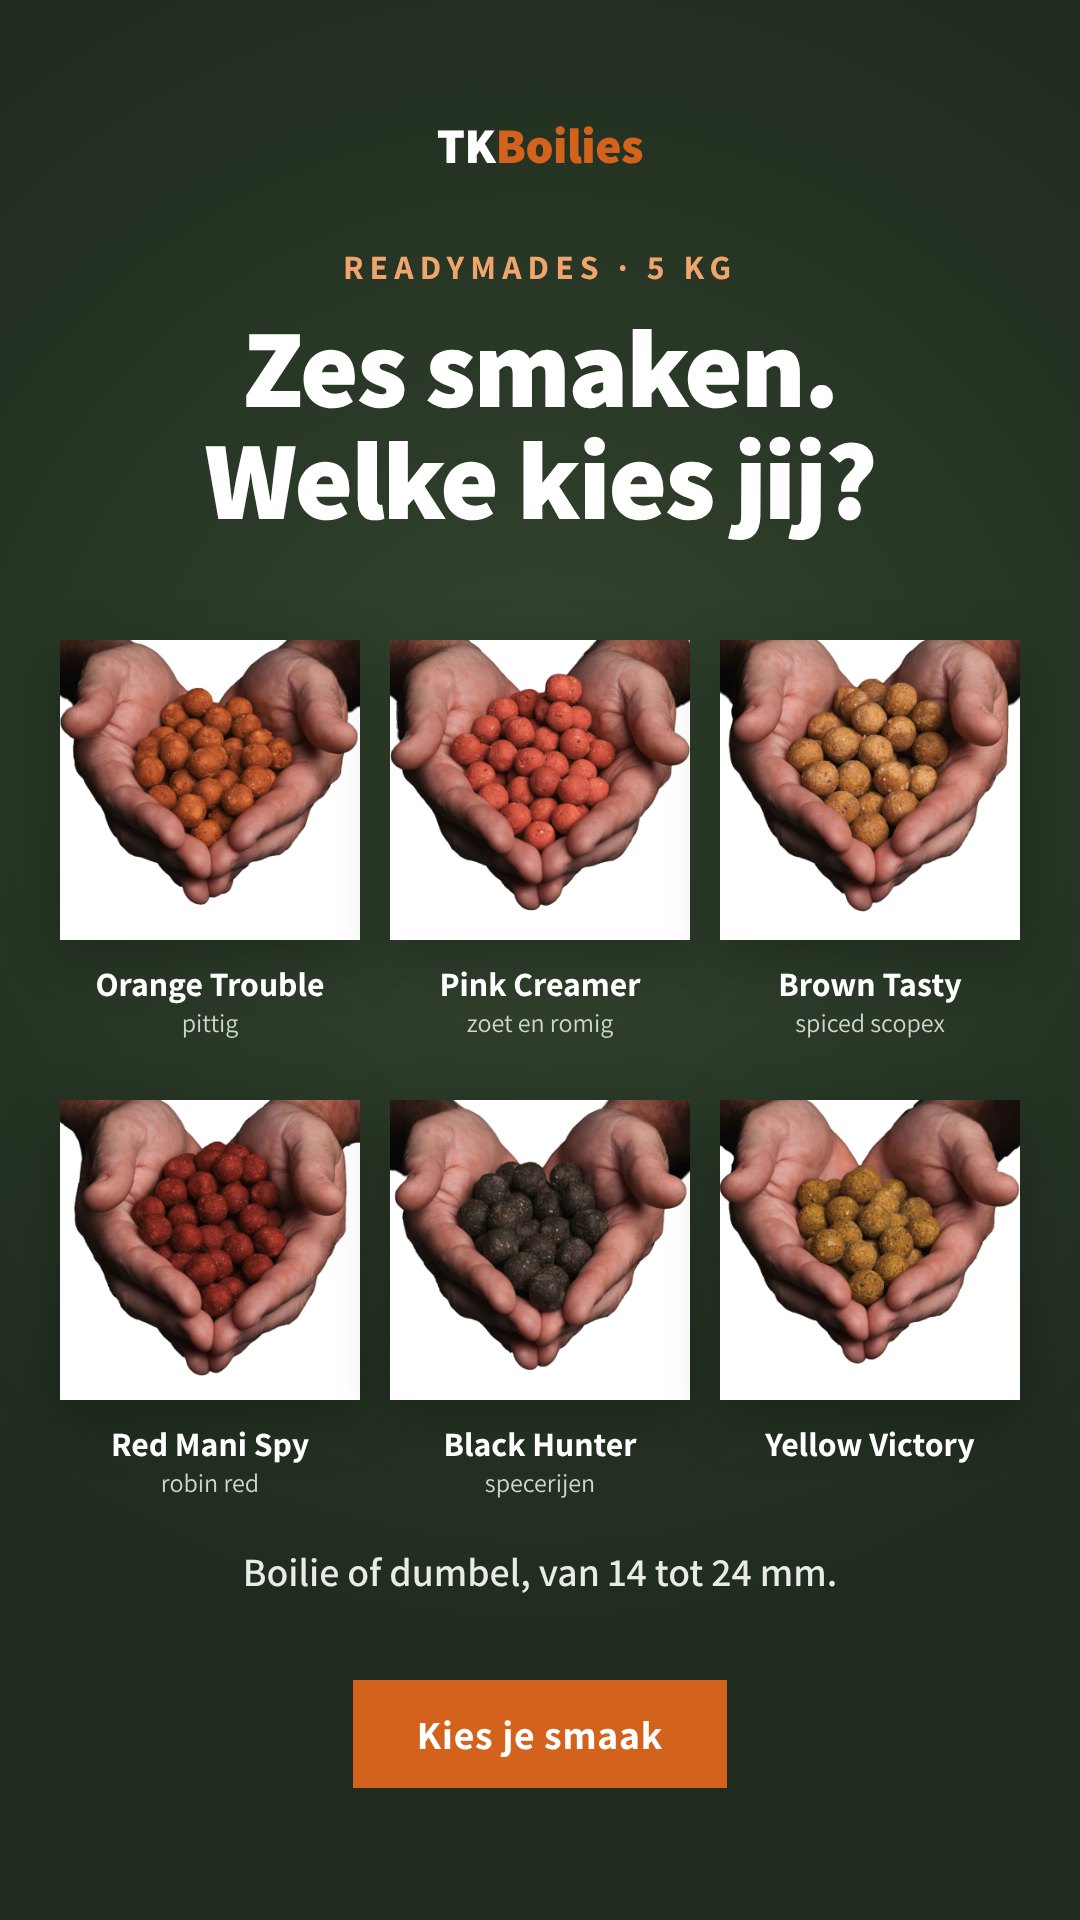 TKBoilies
READYMADES · 5 KG
Zes smaken.
Welke kies jij?
Orange Trouble
pittig
Pink Creamer
zoet en romig
Brown Tasty
spiced scopex
Red Mani Spy
robin red
Black Hunter
specerijen
Yellow Victory
Boilie of dumbel, van 14 tot 24 mm.
Kies je smaak